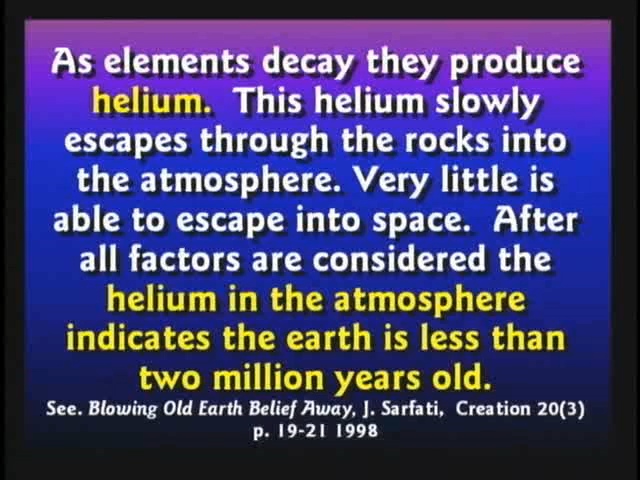 As elements decay they produce
helium. This helium slowly
escapes through the rocks into
the atmosphere. Very little is
able to escape into space. After
all factors are considered the
helium in the atmosphere
indicates the earth is less than
two million years old.
See. Blowing Old Earth Belief Away, J. Sarfati, Creation 20(3)
p. 19-21 1998